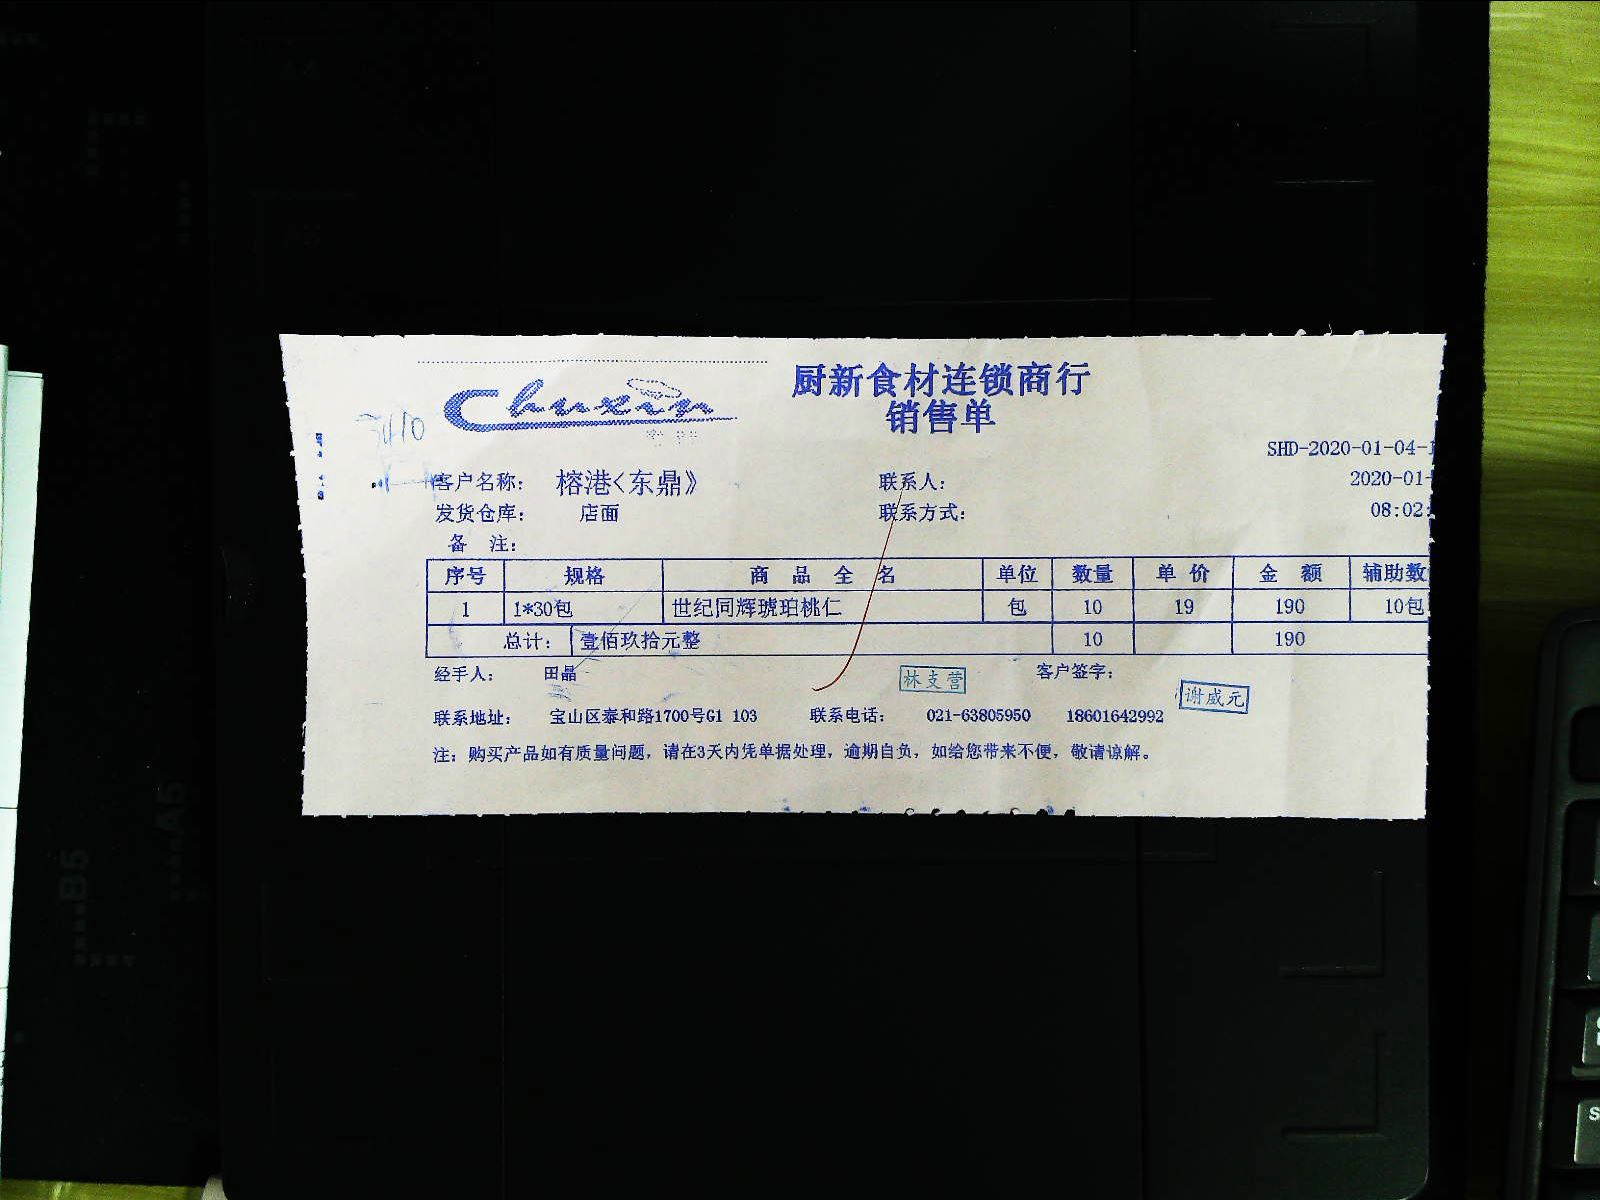 Chuxin
厨新食材连锁商行
销售单
3410
SHD-2020-01-04-1
客户名称： 榕港<东鼎》 联系人： 2020-01-
发货仓库： 店面 联系方式： 08:02:
备 注：
序号 规格 商 品 全 名 单位 数量 单 价 金 额 辅助数
1 1*30包 世纪同辉琥珀桃仁 包 10 19 190 10包
总计： 壹佰玖拾元整 10 190
经手人： 田晶 林支营 客户签字： 谢威元
联系地址： 宝山区泰和路1700号G1 103 联系电话： 021-63805950 18601642992
注：购买产品如有质量问题，请在3天内凭单据处理，逾期自负，如给您带来不便，敬请谅解。
A5
B5
S